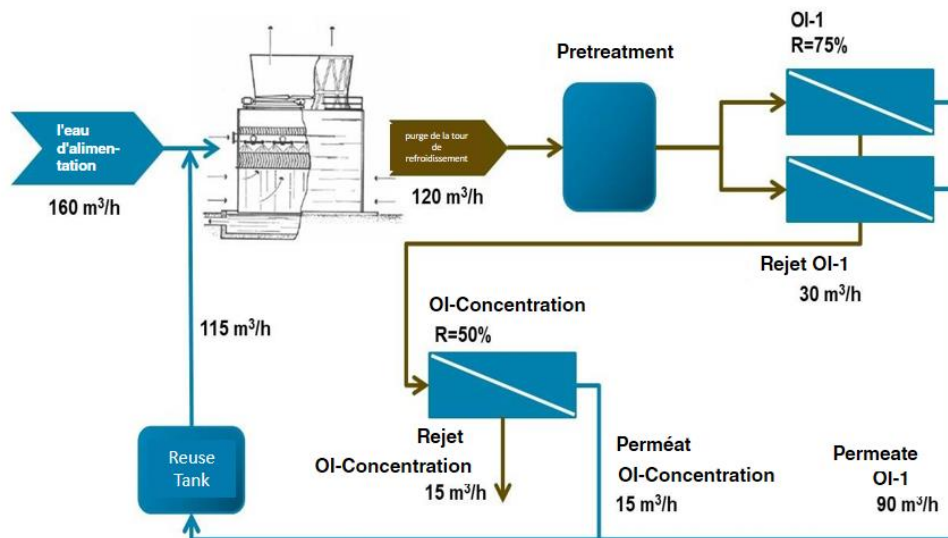 OI-1
R=75%
Pretreatment
l'eau
d'alimen-
tation
160 m³/h
purge de la tour
de
refroidissement
120 m³/h
Rejet OI-1
30 m³/h
OI-Concentration
R=50%
115 m³/h
Reuse
Tank
Rejet
OI-Concentration
15 m³/h
Perméat
OI-Concentration
15 m³/h
Permeate
OI-1
90 m³/h